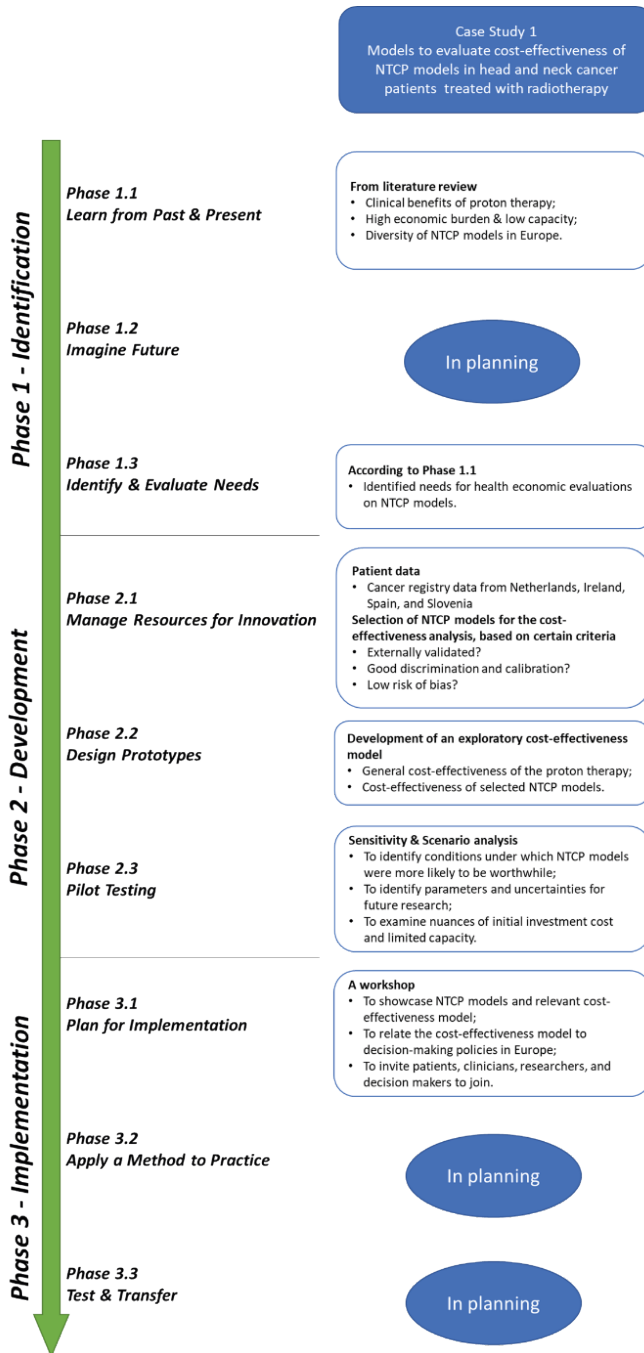 Case Study 1
Models to evaluate cost-effectiveness of
NTCP models in head and neck cancer
patients treated with radiotherapy
Phase 1 - Identification
Phase 1.1
Learn from Past & Present
From literature review
• Clinical benefits of proton therapy;
• High economic burden & low capacity;
• Diversity of NTCP models in Europe.
Phase 1.2
Imagine Future
In planning
Phase 1.3
Identify & Evaluate Needs
According to Phase 1.1
• Identified needs for health economic evaluations
on NTCP models.
Phase 2 - Development
Phase 2.1
Manage Resources for Innovation
Patient data
• Cancer registry data from Netherlands, Ireland,
Spain, and Slovenia
Selection of NTCP models for the cost-
effectiveness analysis, based on certain criteria
• Externally validated?
• Good discrimination and calibration?
• Low risk of bias?
Phase 2.2
Design Prototypes
Development of an exploratory cost-effectiveness
model
• General cost-effectiveness of the proton therapy;
• Cost-effectiveness of selected NTCP models.
Phase 2.3
Pilot Testing
Sensitivity & Scenario analysis
• To identify conditions under which NTCP models
were more likely to be worthwhile;
• To identify parameters and uncertainties for
future research;
• To examine nuances of initial investment cost
and limited capacity.
Phase 3 - Implementation
Phase 3.1
Plan for Implementation
A workshop
• To showcase NTCP models and relevant cost-
effectiveness model;
• To relate the cost-effectiveness model to
decision-making policies in Europe;
• To invite patients, clinicians, researchers, and
decision makers to join.
Phase 3.2
Apply a Method to Practice
In planning
Phase 3.3
Test & Transfer
In planning